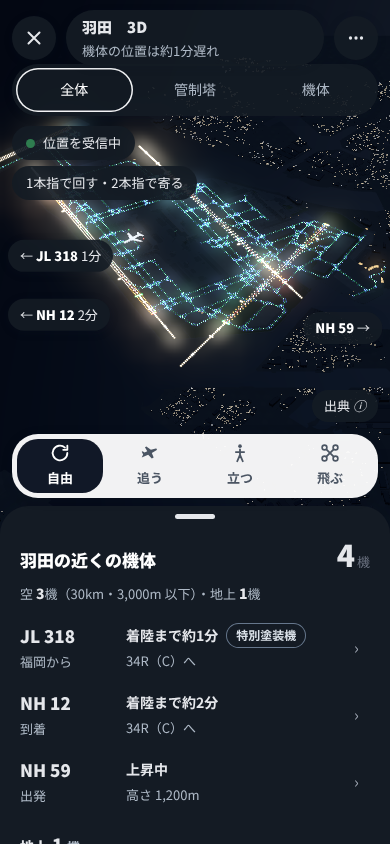 羽田 3D
機体の位置は約1分遅れ
全体 管制塔 機体
位置を受信中
1本指で回す・2本指で寄る
← JL 318 1分
← NH 12 2分
NH 59 →
出典 ⓘ
自由 追う 立つ 飛ぶ
羽田の近くの機体 4機
空 3機（30km・3,000m 以下）・地上 1機
JL 318 着陸まで約1分 特別塗装機
福岡から 34R（C）へ
NH 12 着陸まで約2分
到着 34R（C）へ
NH 59 上昇中
出発 高さ 1,200m
地上 1機